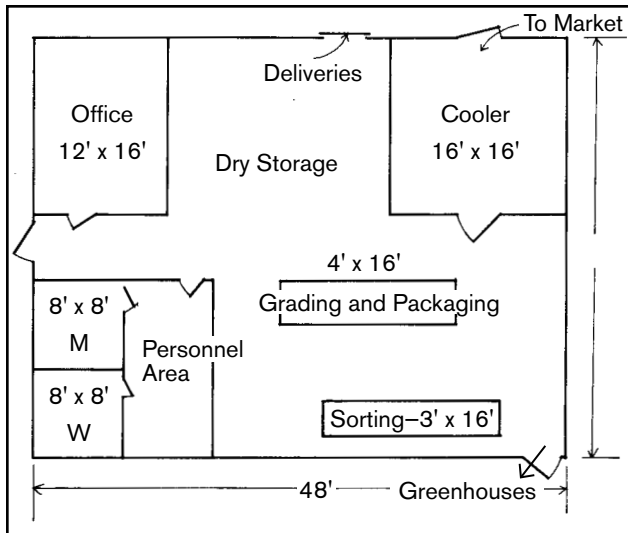 To Market
Deliveries
Office
12' x 16'
Cooler
16' x 16'
Dry Storage
4' x 16'
Grading and Packaging
8' x 8'
M
Personnel
Area
8' x 8'
W
Sorting–3' x 16'
48'
Greenhouses